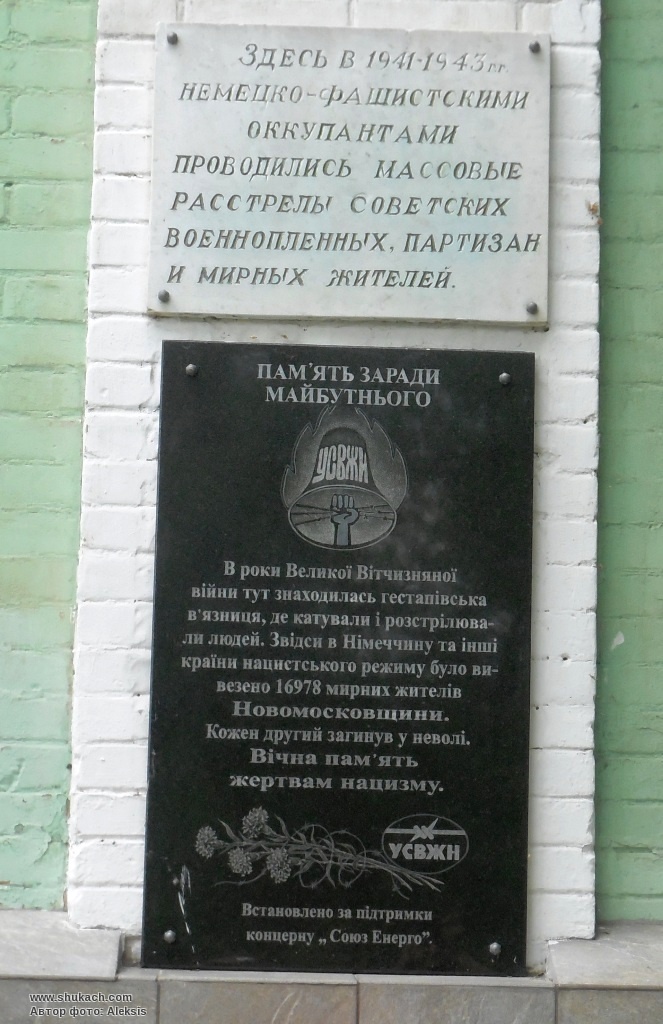 ЗДЕСЬ В 1941-1943 г.г.
НЕМЕЦКО-ФАШИСТСКИМИ
ОККУПАНТАМИ
ПРОВОДИЛИСЬ МАССОВЫЕ
РАССТРЕЛЫ СОВЕТСКИХ
ВОЕННОПЛЕННЫХ, ПАРТИЗАН
И МИРНЫХ ЖИТЕЛЕЙ.
ПАМ'ЯТЬ ЗАРАДИ
МАЙБУТНЬОГО
УСВЖН
В роки Великої Вітчизняної
війни тут знаходилась гестапівська
в'язниця, де катували і розстрілюва-
ли людей. Звідси в Німеччину та інші
країни нацистського режиму було ви-
везено 16978 мирних жителів
Новомосковщини.
Кожен другий загинув у неволі.
Вічна пам'ять
жертвам нацизму.
УСВЖН
Встановлено за підтримки
концерну „Союз Енерго”.
www.shukach.com
Автор фото: Aleksis